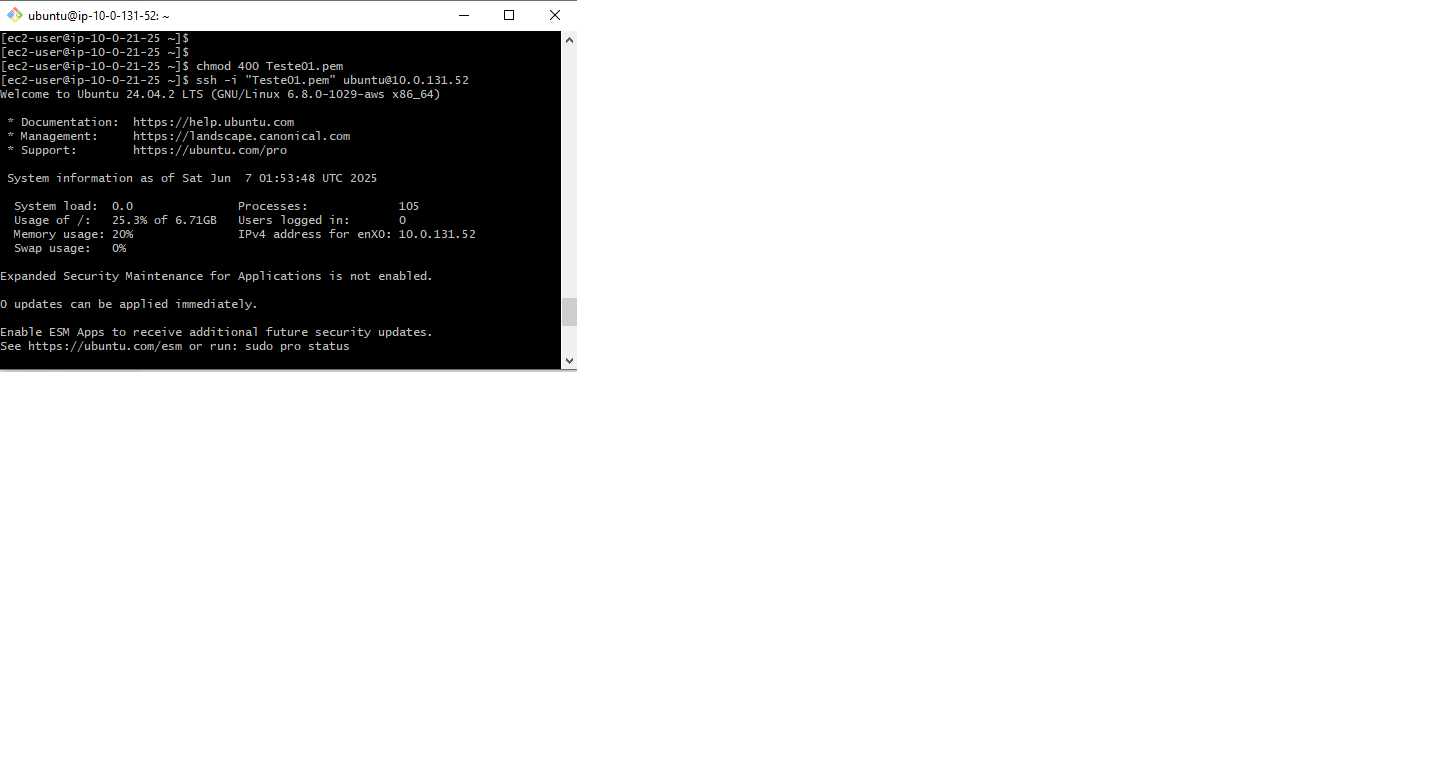 ubuntu@ip-10-0-131-52: ~
[ec2-user@ip-10-0-21-25 ~]$
[ec2-user@ip-10-0-21-25 ~]$
[ec2-user@ip-10-0-21-25 ~]$ chmod 400 Teste01.pem
[ec2-user@ip-10-0-21-25 ~]$ ssh -i "Teste01.pem" ubuntu@10.0.131.52
Welcome to Ubuntu 24.04.2 LTS (GNU/Linux 6.8.0-1029-aws x86_64)
* Documentation:  https://help.ubuntu.com
* Management:     https://landscape.canonical.com
* Support:        https://ubuntu.com/pro
System information as of Sat Jun  7 01:53:48 UTC 2025
System load:  0.0               Processes:             105
Usage of /:   25.3% of 6.71GB   Users logged in:       0
Memory usage: 20%               IPv4 address for enX0: 10.0.131.52
Swap usage:   0%
Expanded Security Maintenance for Applications is not enabled.
0 updates can be applied immediately.
Enable ESM Apps to receive additional future security updates.
See https://ubuntu.com/esm or run: sudo pro status